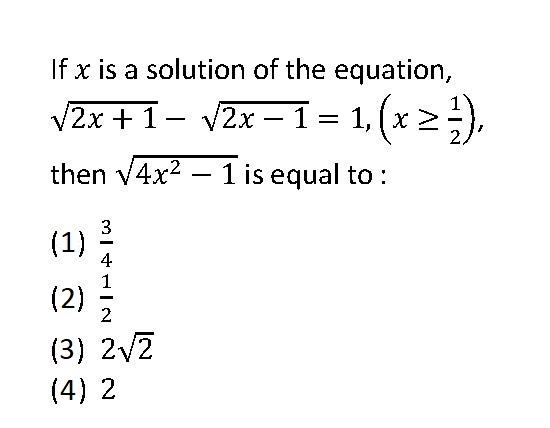 If x is a solution of the equation,
√2x + 1 − √2x − 1 = 1, (x ≥ 1/2),
then √4x² − 1 is equal to :
(1) 3/4
(2) 1/2
(3) 2√2
(4) 2